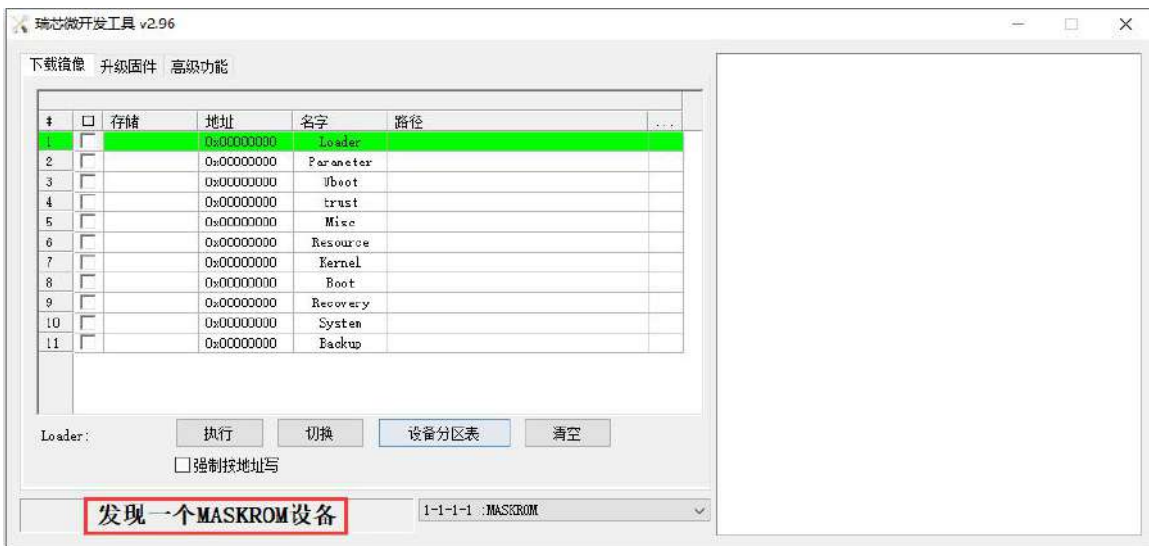 瑞芯微开发工具 v2.96
下载镜像 升级固件 高级功能
# 存储 地址 名字 路径 ...
1 0x00000000 Loader
2 0x00000000 Parameter
3 0x00000000 Uboot
4 0x00000000 trust
5 0x00000000 Misc
6 0x00000000 Resource
7 0x00000000 Kernel
8 0x00000000 Boot
9 0x00000000 Recovery
10 0x00000000 System
11 0x00000000 Backup
Loader: 执行 切换 设备分区表 清空
强制按地址写
发现一个MASKROM设备 1-1-1-1 :MASKROM